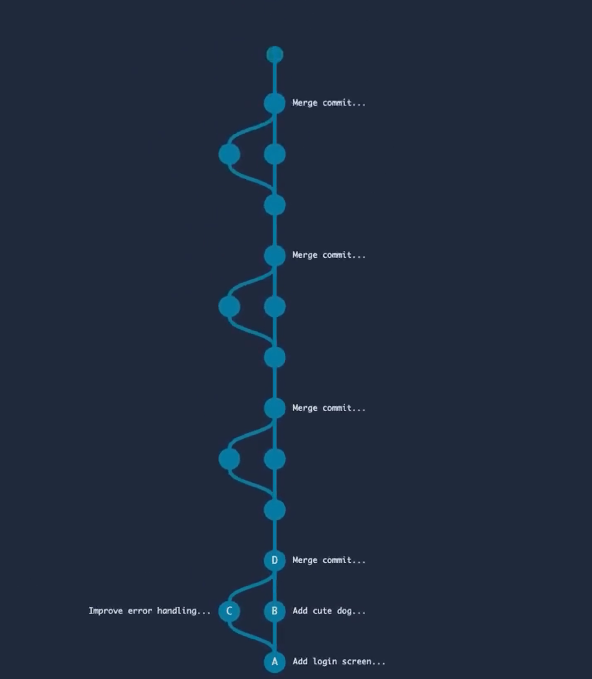 Merge commit...
Merge commit...
Merge commit...
D Merge commit...
Improve error handling... C B Add cute dog...
A Add login screen...